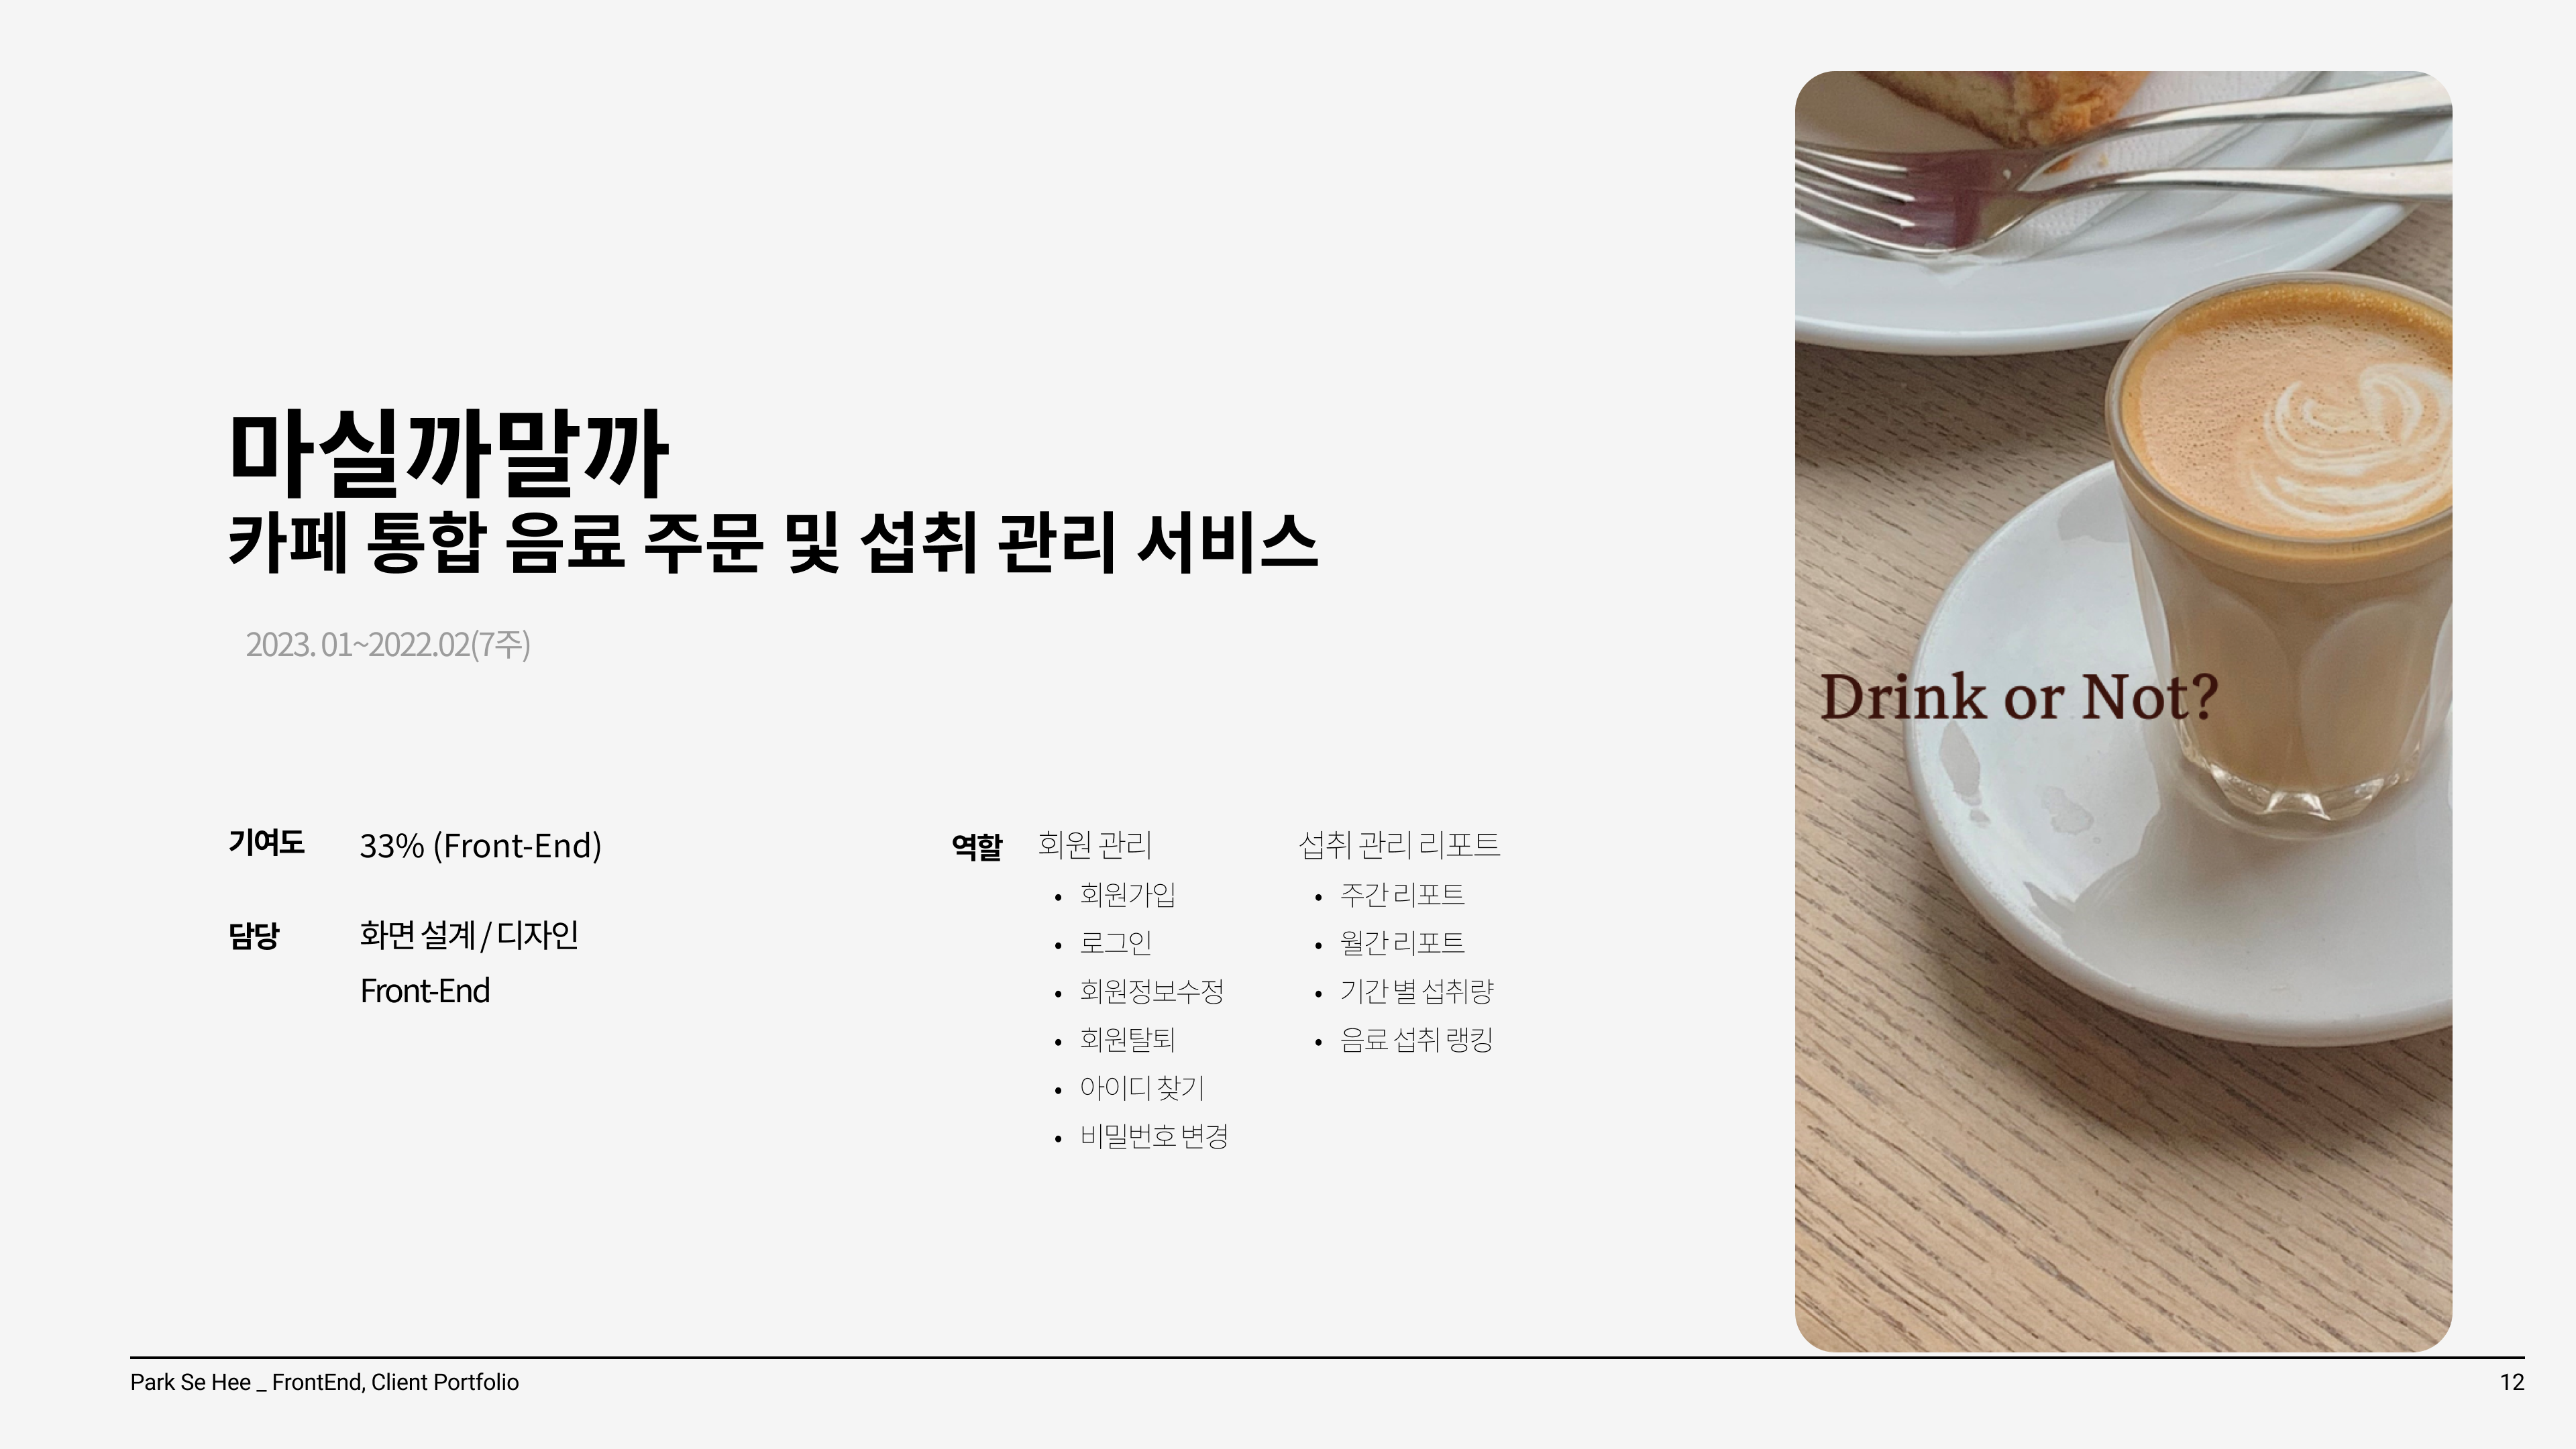 마실까말까
카페 통합 음료 주문 및 섭취 관리 서비스
2023. 01~2022.02(7주)
기여도
33% (Front-End)
담당
화면 설계 / 디자인
Front-End
역할
회원 관리
• 회원가입
• 로그인
• 회원정보수정
• 회원탈퇴
• 아이디 찾기
• 비밀번호 변경
섭취 관리 리포트
• 주간 리포트
• 월간 리포트
• 기간 별 섭취량
• 음료 섭취 랭킹
Drink or Not?
Park Se Hee _ FrontEnd, Client Portfolio
12